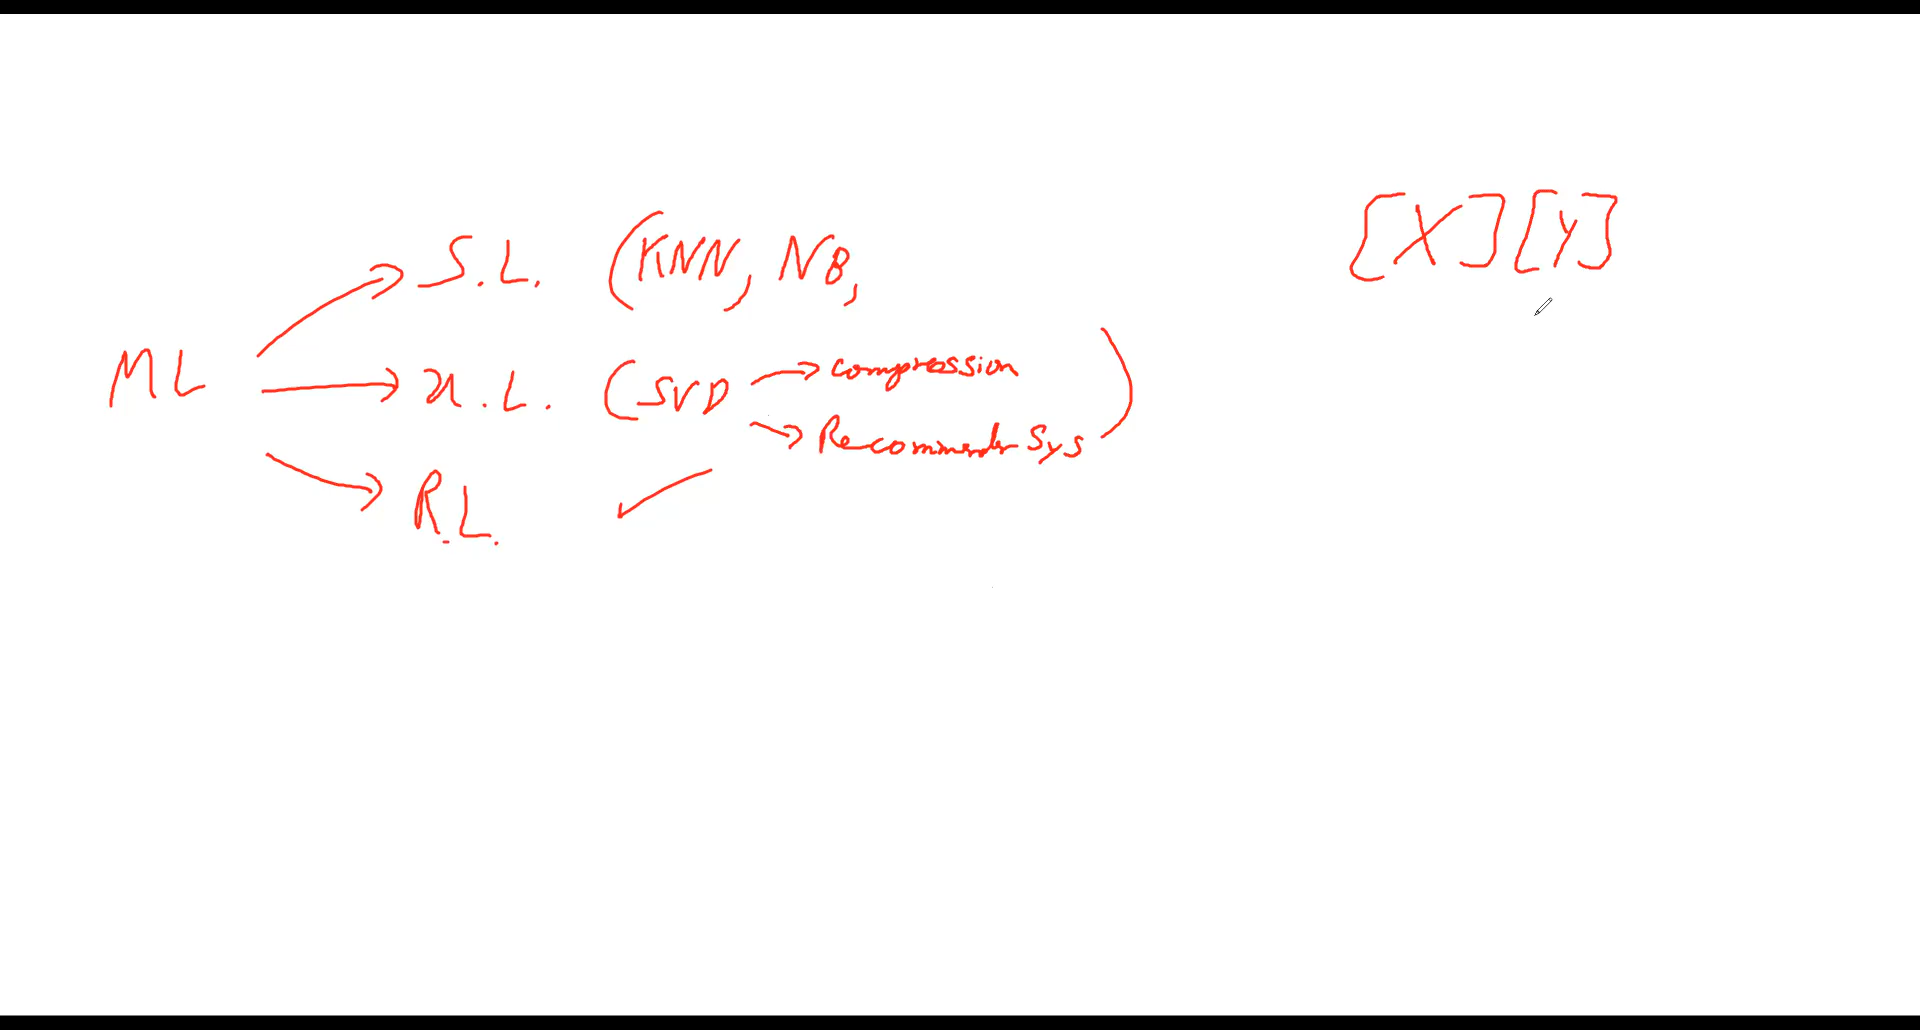 [X] [Y]
S.L. (KNN, NB,
ML
U.L. (SVD → compression
→ Recommender Sys)
R.L.